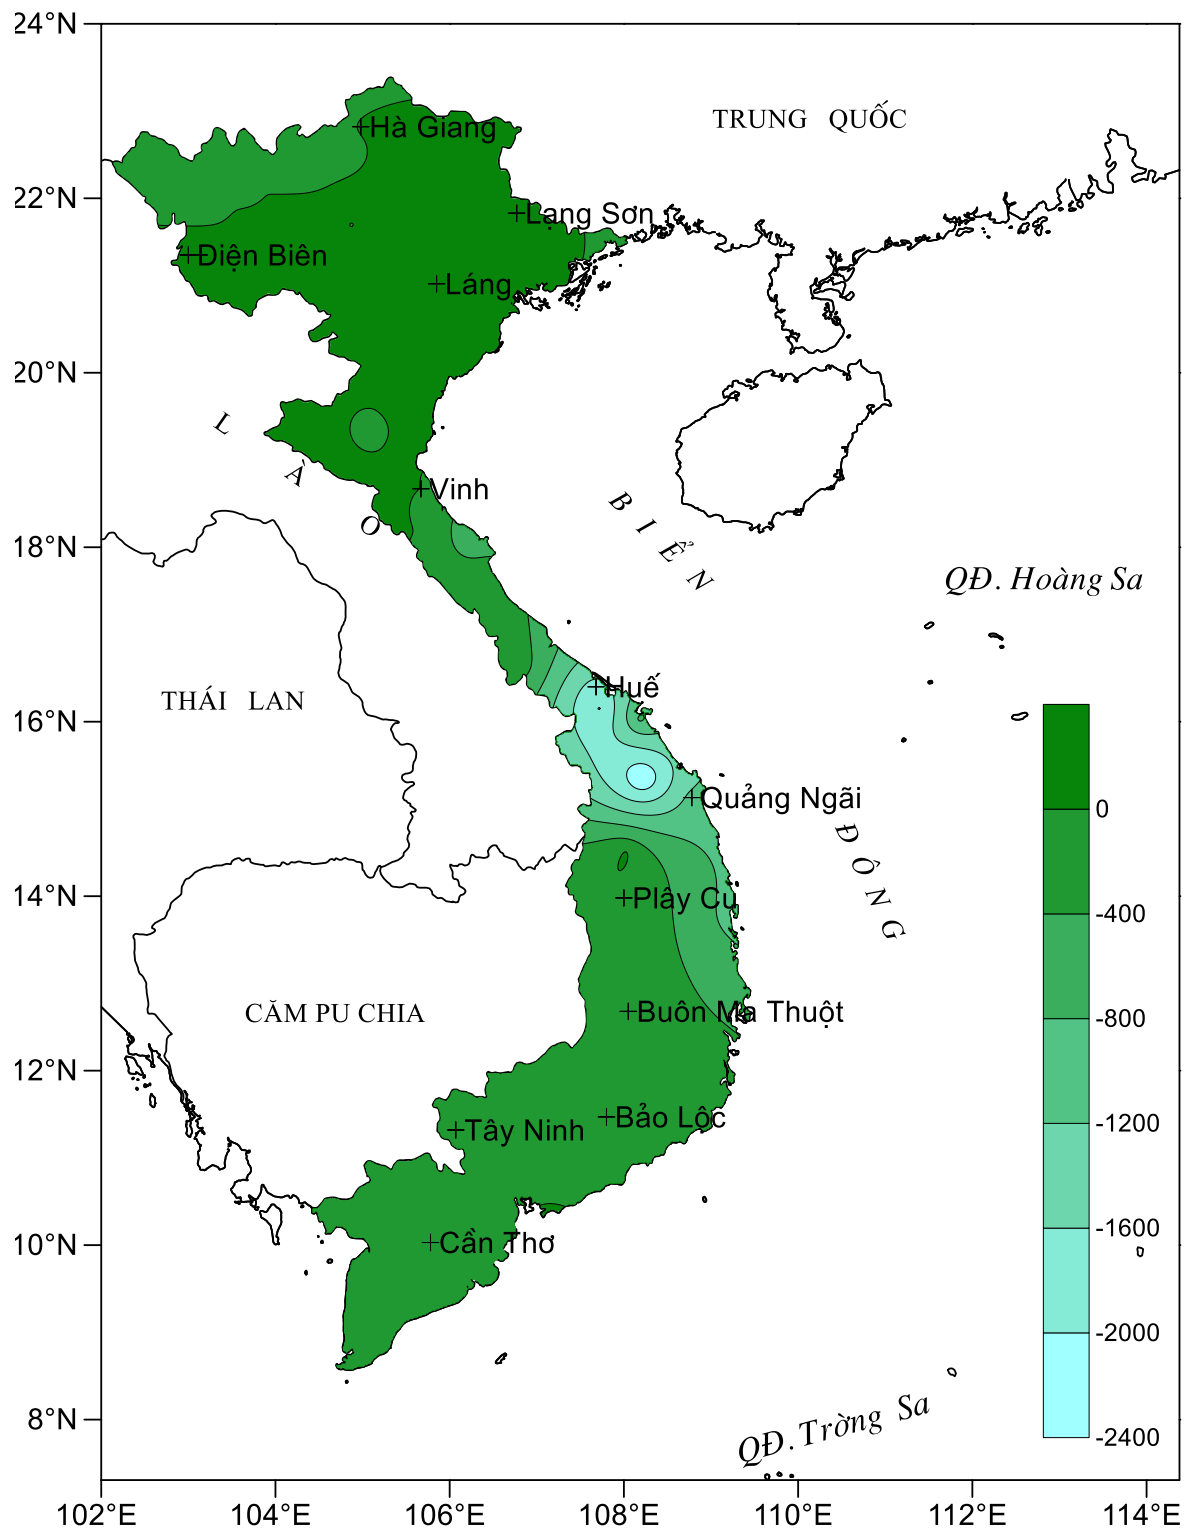 24°N
22°N
20°N
18°N
16°N
14°N
12°N
10°N
8°N
102°E
104°E
106°E
108°E
110°E
112°E
114°E
TRUNG QUỐC
Hà Giang
Lạng Sơn
Điện Biên
Láng
LÀO
Vinh
BIỂN
QĐ. Hoàng Sa
THÁI LAN
Huế
Quảng Ngãi
ĐÔNG
Plây Cu
CĂM PU CHIA
Buôn Ma Thuột
Tây Ninh
Bảo Lộc
Cần Thơ
QĐ. Trờng Sa
0
-400
-800
-1200
-1600
-2000
-2400